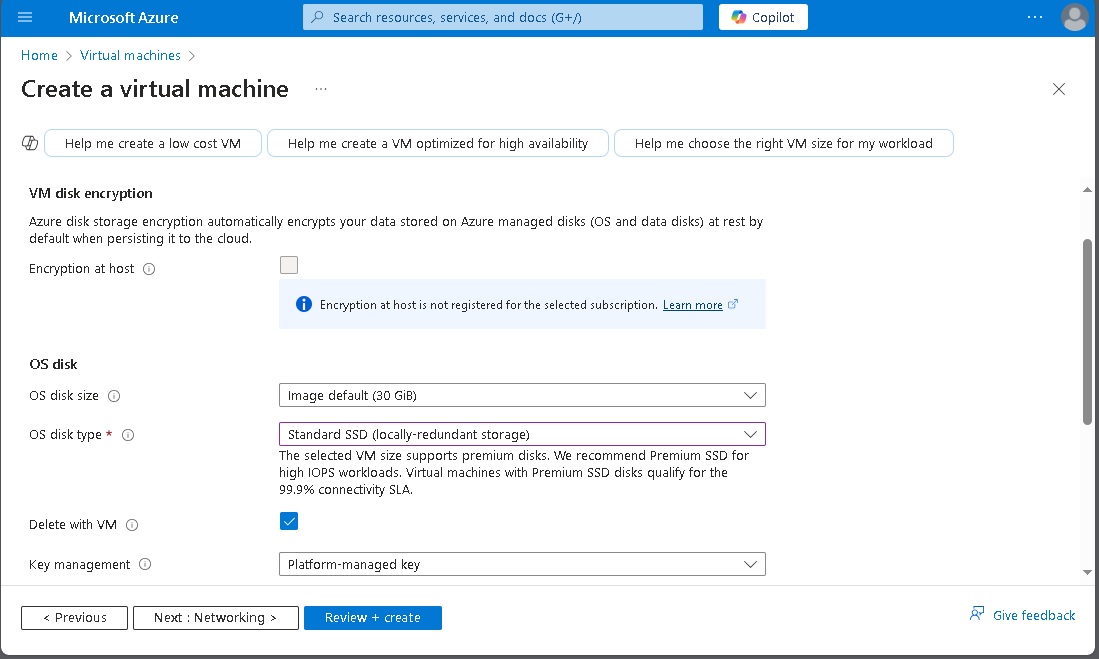 Microsoft Azure
Search resources, services, and docs (G+/)
Copilot
Home > Virtual machines >
Create a virtual machine
Help me create a low cost VM
Help me create a VM optimized for high availability
Help me choose the right VM size for my workload
VM disk encryption
Azure disk storage encryption automatically encrypts your data stored on Azure managed disks (OS and data disks) at rest by
default when persisting it to the cloud.
Encryption at host
Encryption at host is not registered for the selected subscription. Learn more
OS disk
OS disk size
Image default (30 GiB)
OS disk type *
Standard SSD (locally-redundant storage)
The selected VM size supports premium disks. We recommend Premium SSD for
high IOPS workloads. Virtual machines with Premium SSD disks qualify for the
99.9% connectivity SLA.
Delete with VM
Key management
Platform-managed key
< Previous
Next : Networking >
Review + create
Give feedback